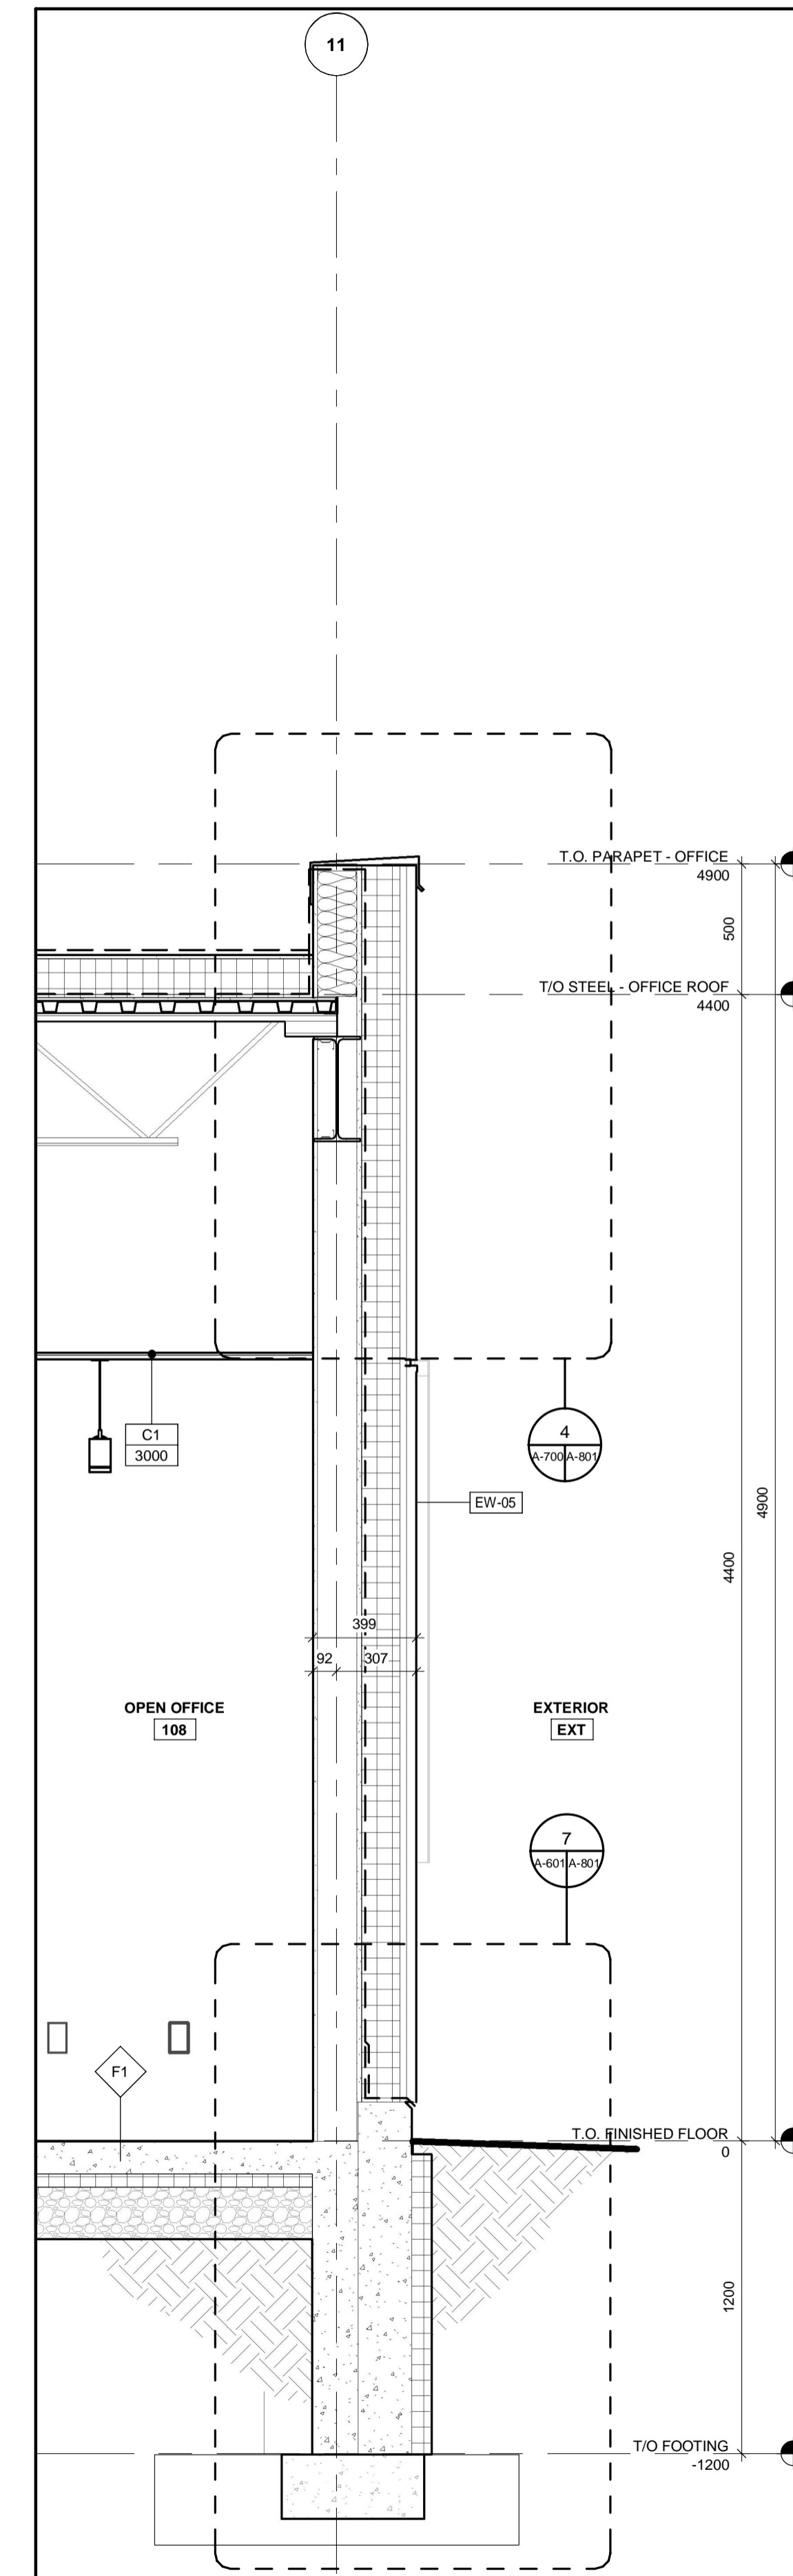 11
T.O. PARAPET - OFFICE
4900
500
T/O STEEL - OFFICE ROOF
4400
C1
3000
4
A-700 A-801
EW-05
4900
4400
399
92 307
OPEN OFFICE
108
EXTERIOR
EXT
7
A-601 A-801
F1
T.O. FINISHED FLOOR
0
1200
T/O FOOTING
-1200